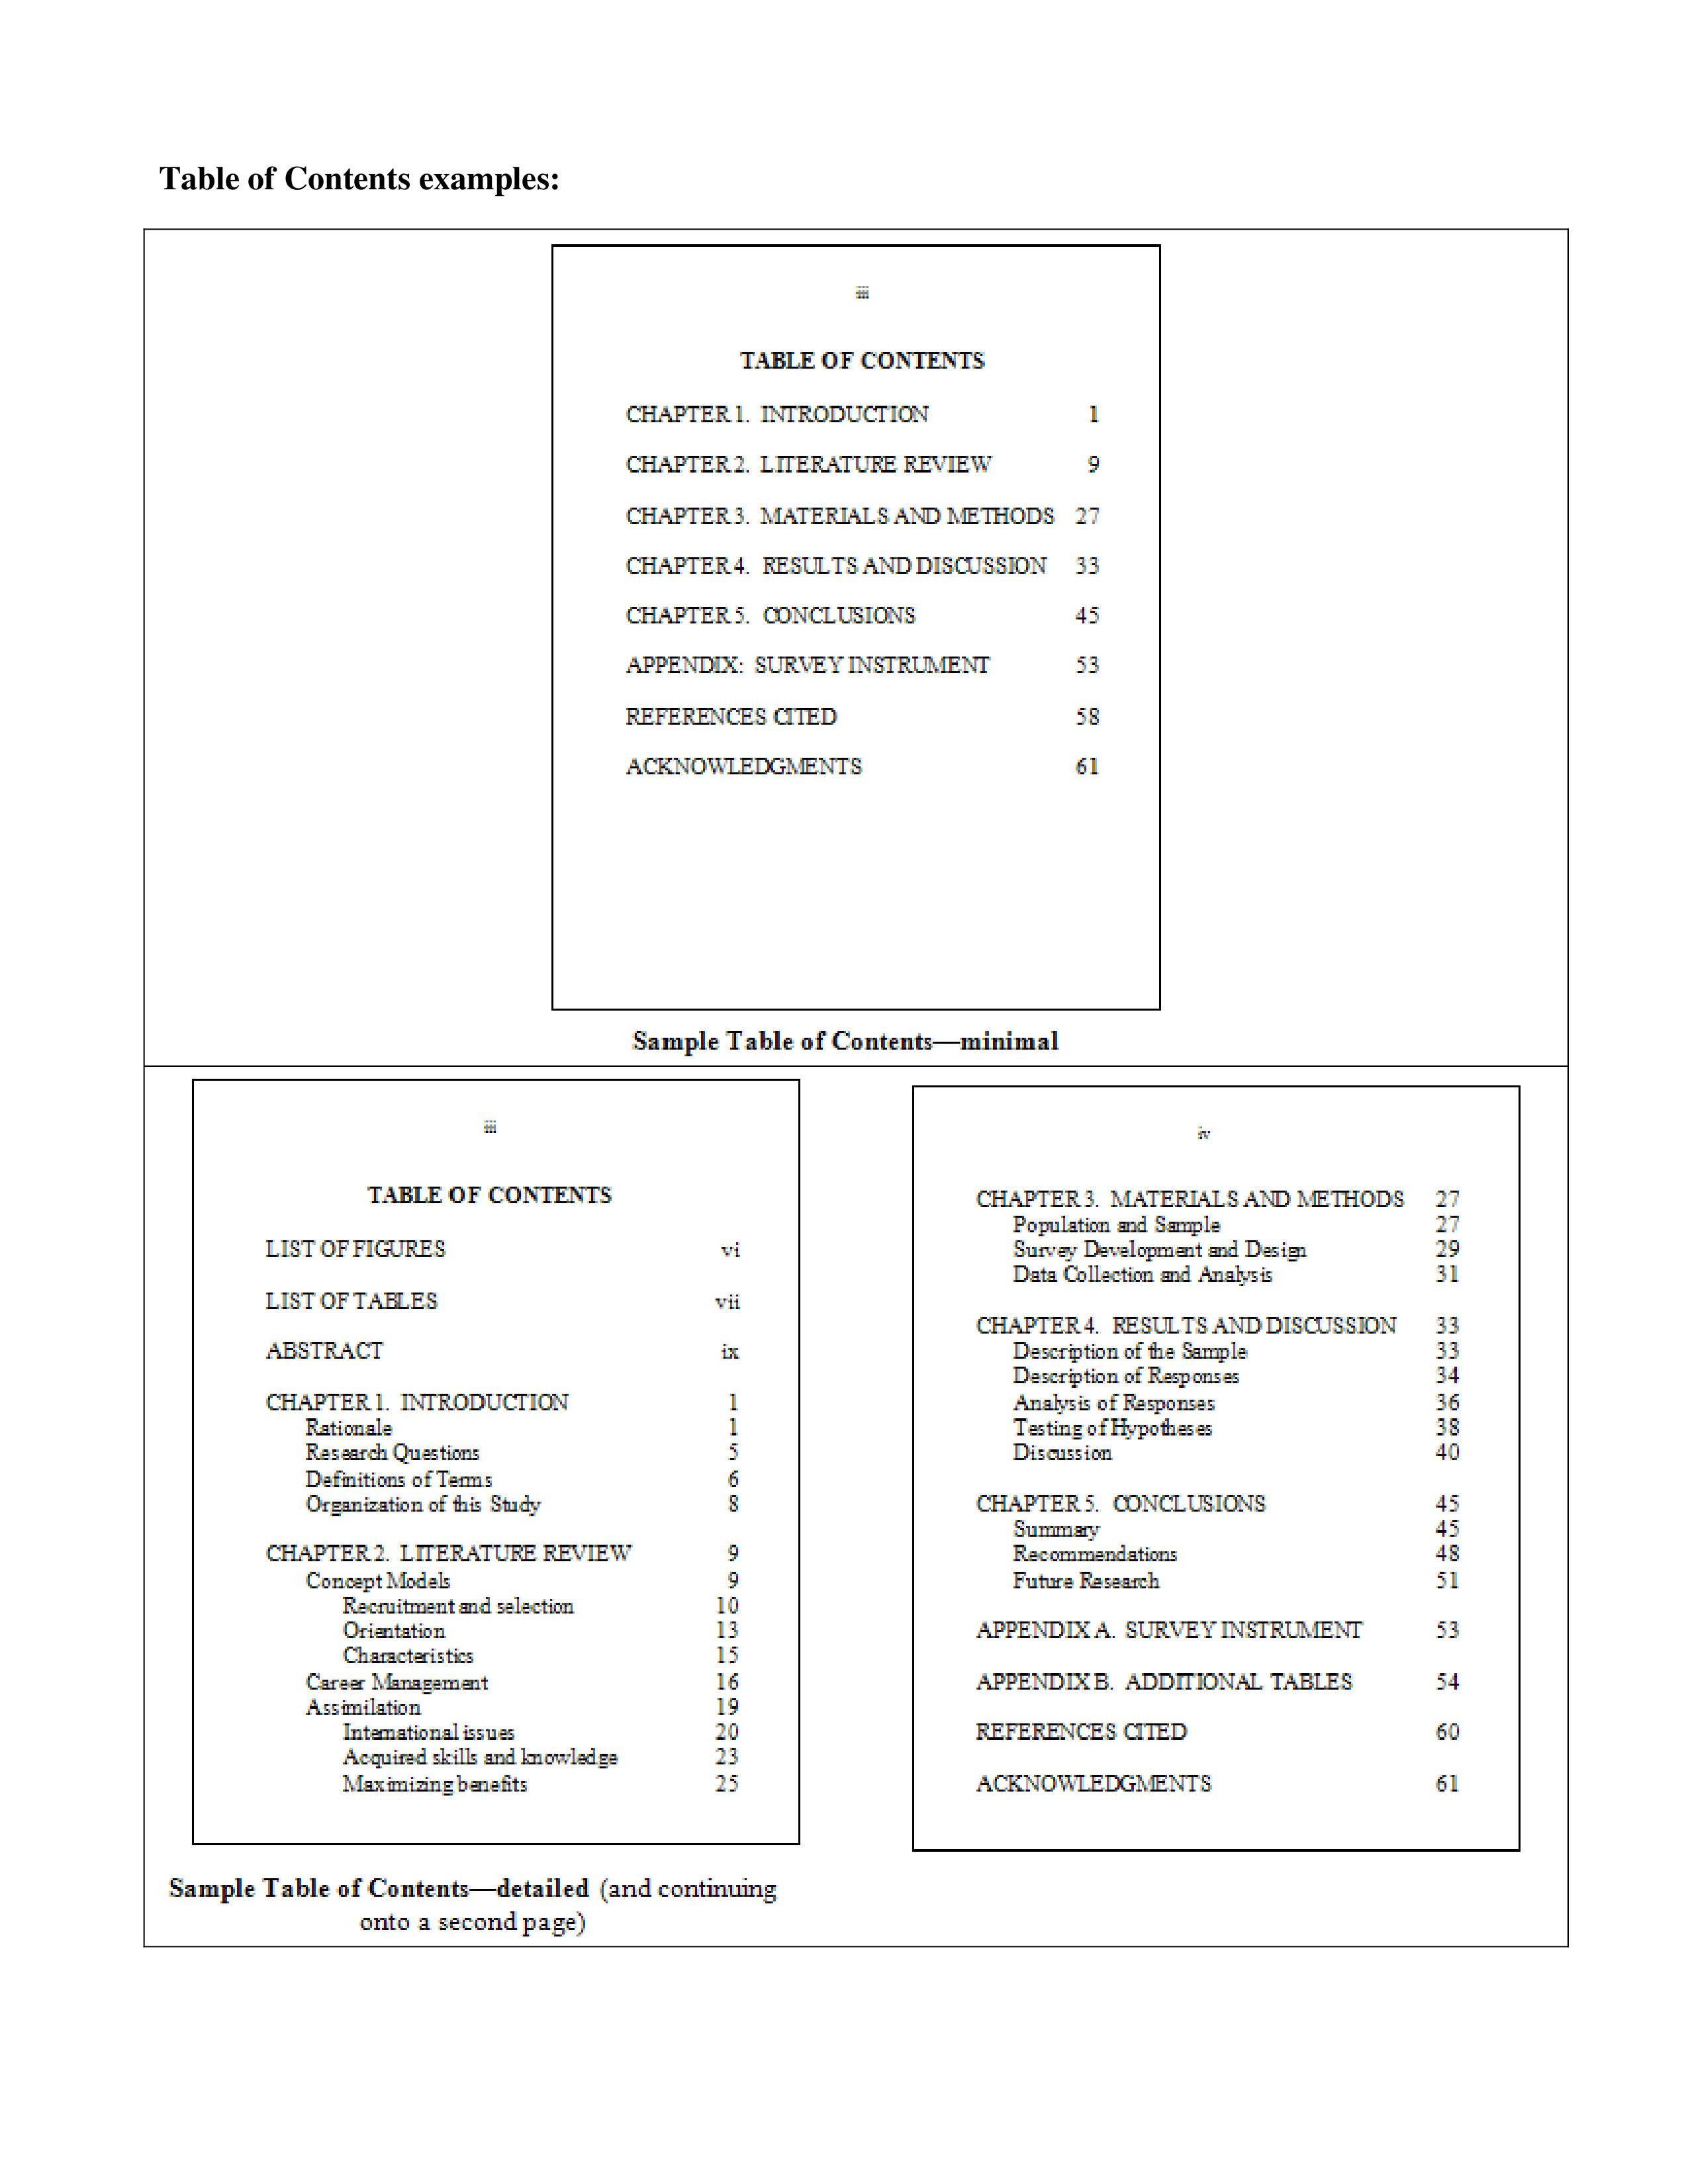 Table of Contents examples:
iii
TABLE OF CONTENTS
CHAPTER 1. INTRODUCTION 1
CHAPTER 2. LITERATURE REVIEW 9
CHAPTER 3. MATERIALS AND METHODS 27
CHAPTER 4. RESULTS AND DISCUSSION 33
CHAPTER 5. CONCLUSIONS 45
APPENDIX: SURVEY INSTRUMENT 53
REFERENCES CITED 58
ACKNOWLEDGMENTS 61
Sample Table of Contents—minimal
iii
TABLE OF CONTENTS
LIST OF FIGURES vi
LIST OF TABLES vii
ABSTRACT ix
CHAPTER 1. INTRODUCTION 1
Rationale 1
Research Questions 5
Definitions of Terms 6
Organization of this Study 8
CHAPTER 2. LITERATURE REVIEW 9
Concept Models 9
Recruitment and selection 10
Orientation 13
Characteristics 15
Career Management 16
Assimilation 19
International issues 20
Acquired skills and knowledge 23
Maximizing benefits 25
Sample Table of Contents—detailed (and continuing
onto a second page)
iv
CHAPTER 3. MATERIALS AND METHODS 27
Population and Sample 27
Survey Development and Design 29
Data Collection and Analysis 31
CHAPTER 4. RESULTS AND DISCUSSION 33
Description of the Sample 33
Description of Responses 34
Analysis of Responses 36
Testing of Hypotheses 38
Discussion 40
CHAPTER 5. CONCLUSIONS 45
Summary 45
Recommendations 48
Future Research 51
APPENDIX A. SURVEY INSTRUMENT 53
APPENDIX B. ADDITIONAL TABLES 54
REFERENCES CITED 60
ACKNOWLEDGMENTS 61